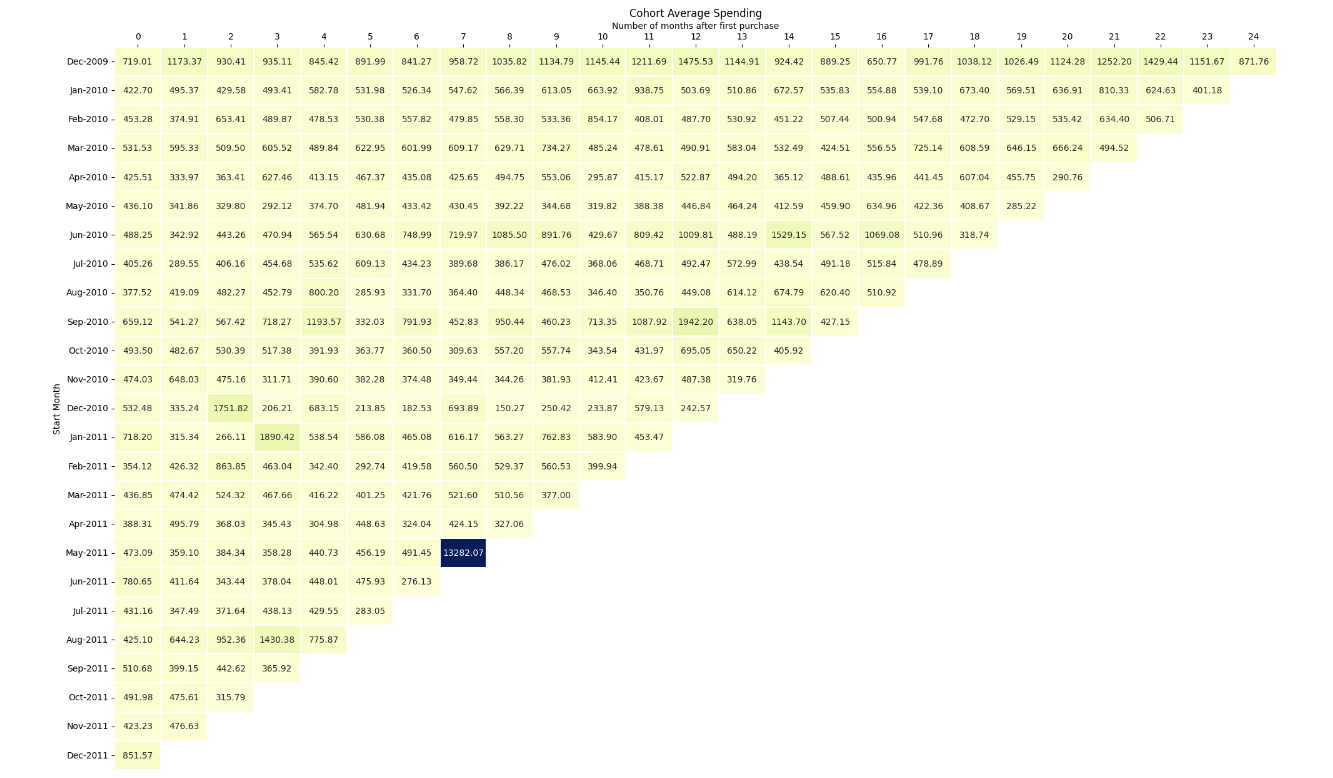 Cohort Average Spending
Number of months after first purchase
0 1 2 3 4 5 6 7 8 9 10 11 12 13 14 15 16 17 18 19 20 21 22 23 24
Start Month
Dec-2009 719.01 1173.37 930.41 935.11 845.42 891.99 841.27 958.72 1035.82 1134.79 1145.44 1211.69 1475.53 1144.91 924.42 889.25 650.77 991.76 1038.12 1026.49 1124.28 1252.20 1429.44 1151.67 871.76
Jan-2010 422.70 495.37 429.58 493.41 582.78 531.98 526.34 547.62 566.39 613.05 663.92 938.75 503.69 510.86 672.57 535.83 554.88 539.10 673.40 569.51 636.91 810.33 624.63 401.18
Feb-2010 453.28 374.91 653.41 489.87 478.53 530.38 557.82 479.85 558.30 533.36 854.17 408.01 487.70 530.92 451.22 507.44 500.94 547.68 472.70 529.15 535.42 634.40 506.71
Mar-2010 531.53 595.33 509.50 605.52 489.84 622.95 601.99 609.17 629.71 734.27 485.24 478.61 490.91 583.04 532.49 424.51 556.55 725.14 608.59 646.15 666.24 494.52
Apr-2010 425.51 333.97 363.41 627.46 413.15 467.37 435.08 425.65 494.75 553.06 295.87 415.17 522.87 494.20 365.12 488.61 435.96 441.45 607.04 455.75 290.76
May-2010 436.10 341.86 329.80 292.12 374.70 481.94 433.42 430.45 392.22 344.68 319.82 388.38 446.84 464.24 412.59 459.90 634.96 422.36 408.67 285.22
Jun-2010 488.25 342.92 443.26 470.94 565.54 630.68 748.99 719.97 1085.50 891.76 429.67 809.42 1009.81 488.19 1529.15 567.52 1069.08 510.96 318.74
Jul-2010 405.26 289.55 406.16 454.68 535.62 609.13 434.23 389.68 386.17 476.02 368.06 468.71 492.47 572.99 438.54 491.18 515.84 478.89
Aug-2010 377.52 419.09 482.27 452.79 800.20 285.93 331.70 364.40 448.34 468.53 346.40 350.76 449.08 614.12 674.79 620.40 510.92
Sep-2010 659.12 541.27 567.42 718.27 1193.57 332.03 791.93 452.83 950.44 460.23 713.35 1087.92 1942.20 638.05 1143.70 427.15
Oct-2010 493.50 482.67 530.39 517.38 391.93 363.77 360.50 309.63 557.20 557.74 343.54 431.97 695.05 650.22 405.92
Nov-2010 474.03 648.03 475.16 311.71 390.60 382.28 374.48 349.44 344.26 381.93 412.41 423.67 487.38 319.76
Dec-2010 532.48 335.24 1751.82 206.21 683.15 213.85 182.53 693.89 150.27 250.42 233.87 579.13 242.57
Jan-2011 718.20 315.34 266.11 1890.42 538.54 586.08 465.08 616.17 563.27 762.83 583.90 453.47
Feb-2011 354.12 426.32 863.85 463.04 342.40 292.74 419.58 560.50 529.37 560.53 399.94
Mar-2011 436.85 474.42 524.32 467.66 416.22 401.25 421.76 521.60 510.56 377.00
Apr-2011 388.31 495.79 368.03 345.43 304.98 448.63 324.04 424.15 327.06
May-2011 473.09 359.10 384.34 358.28 440.73 456.19 491.45 13282.07
Jun-2011 780.65 411.64 343.44 378.04 448.01 475.93 276.13
Jul-2011 431.16 347.49 371.64 438.13 429.55 283.05
Aug-2011 425.10 644.23 952.36 1430.38 775.87
Sep-2011 510.68 399.15 442.62 365.92
Oct-2011 491.98 475.61 315.79
Nov-2011 423.23 476.63
Dec-2011 851.57